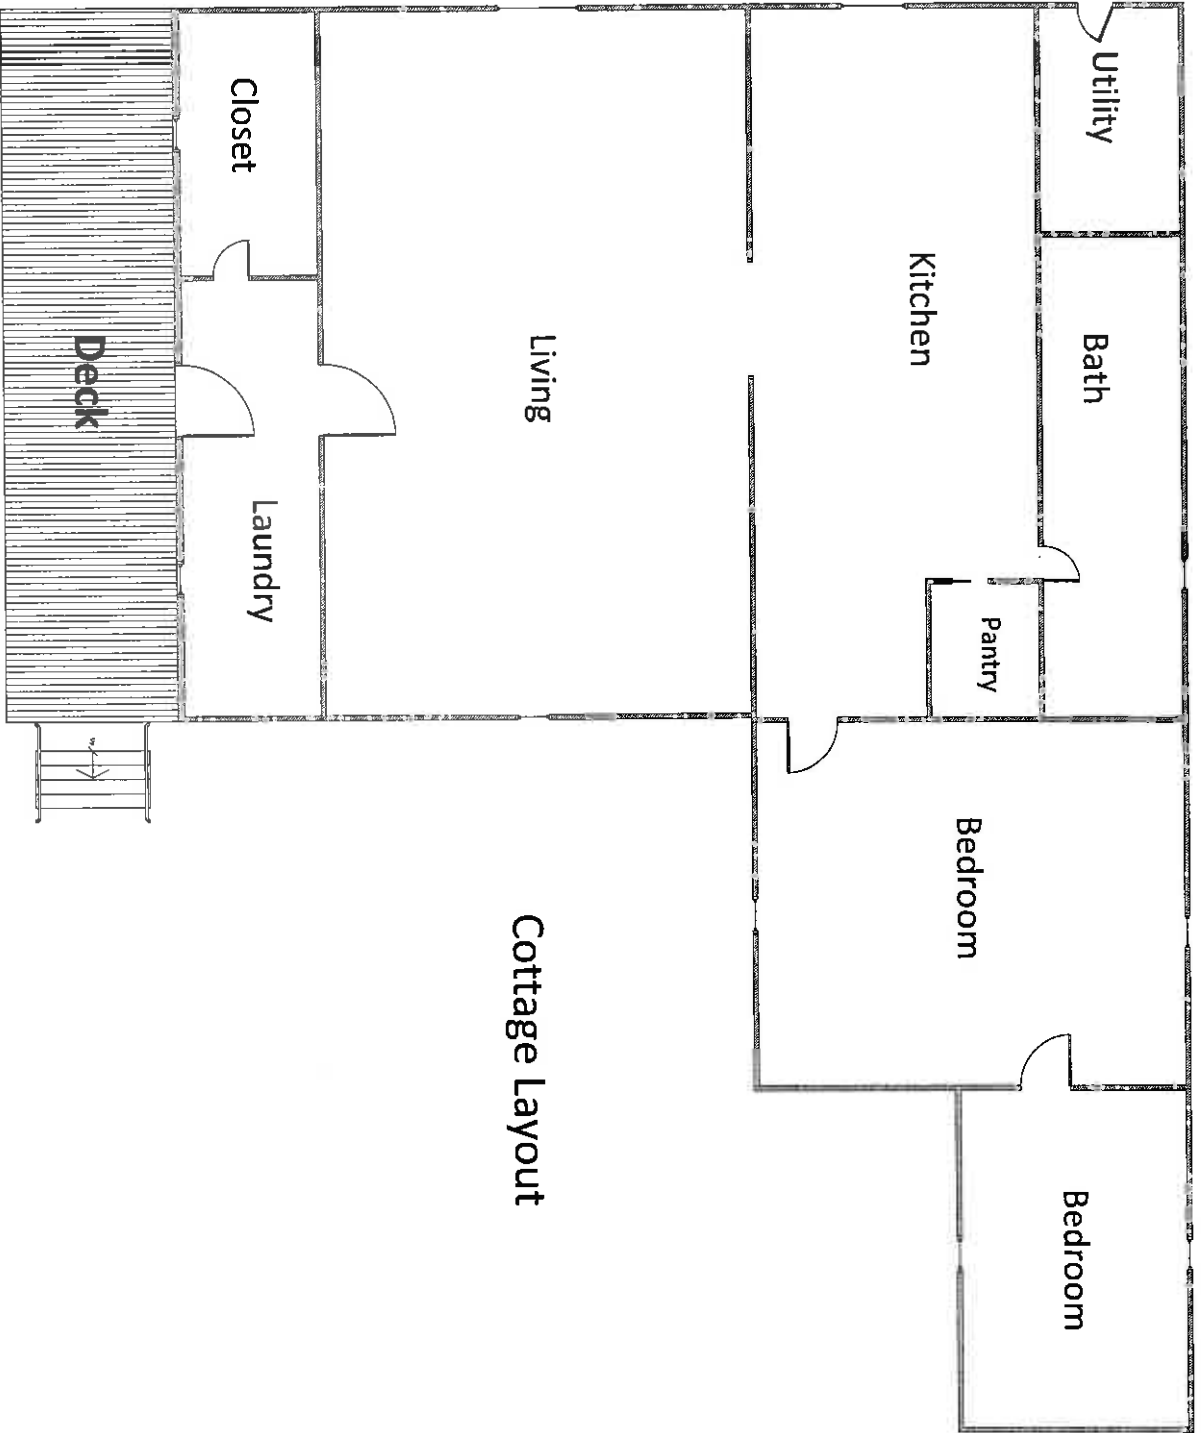 Utility
Bath
Bedroom
Bedroom
Kitchen
Pantry
Living
Cottage Layout
Closet
Laundry
Deck